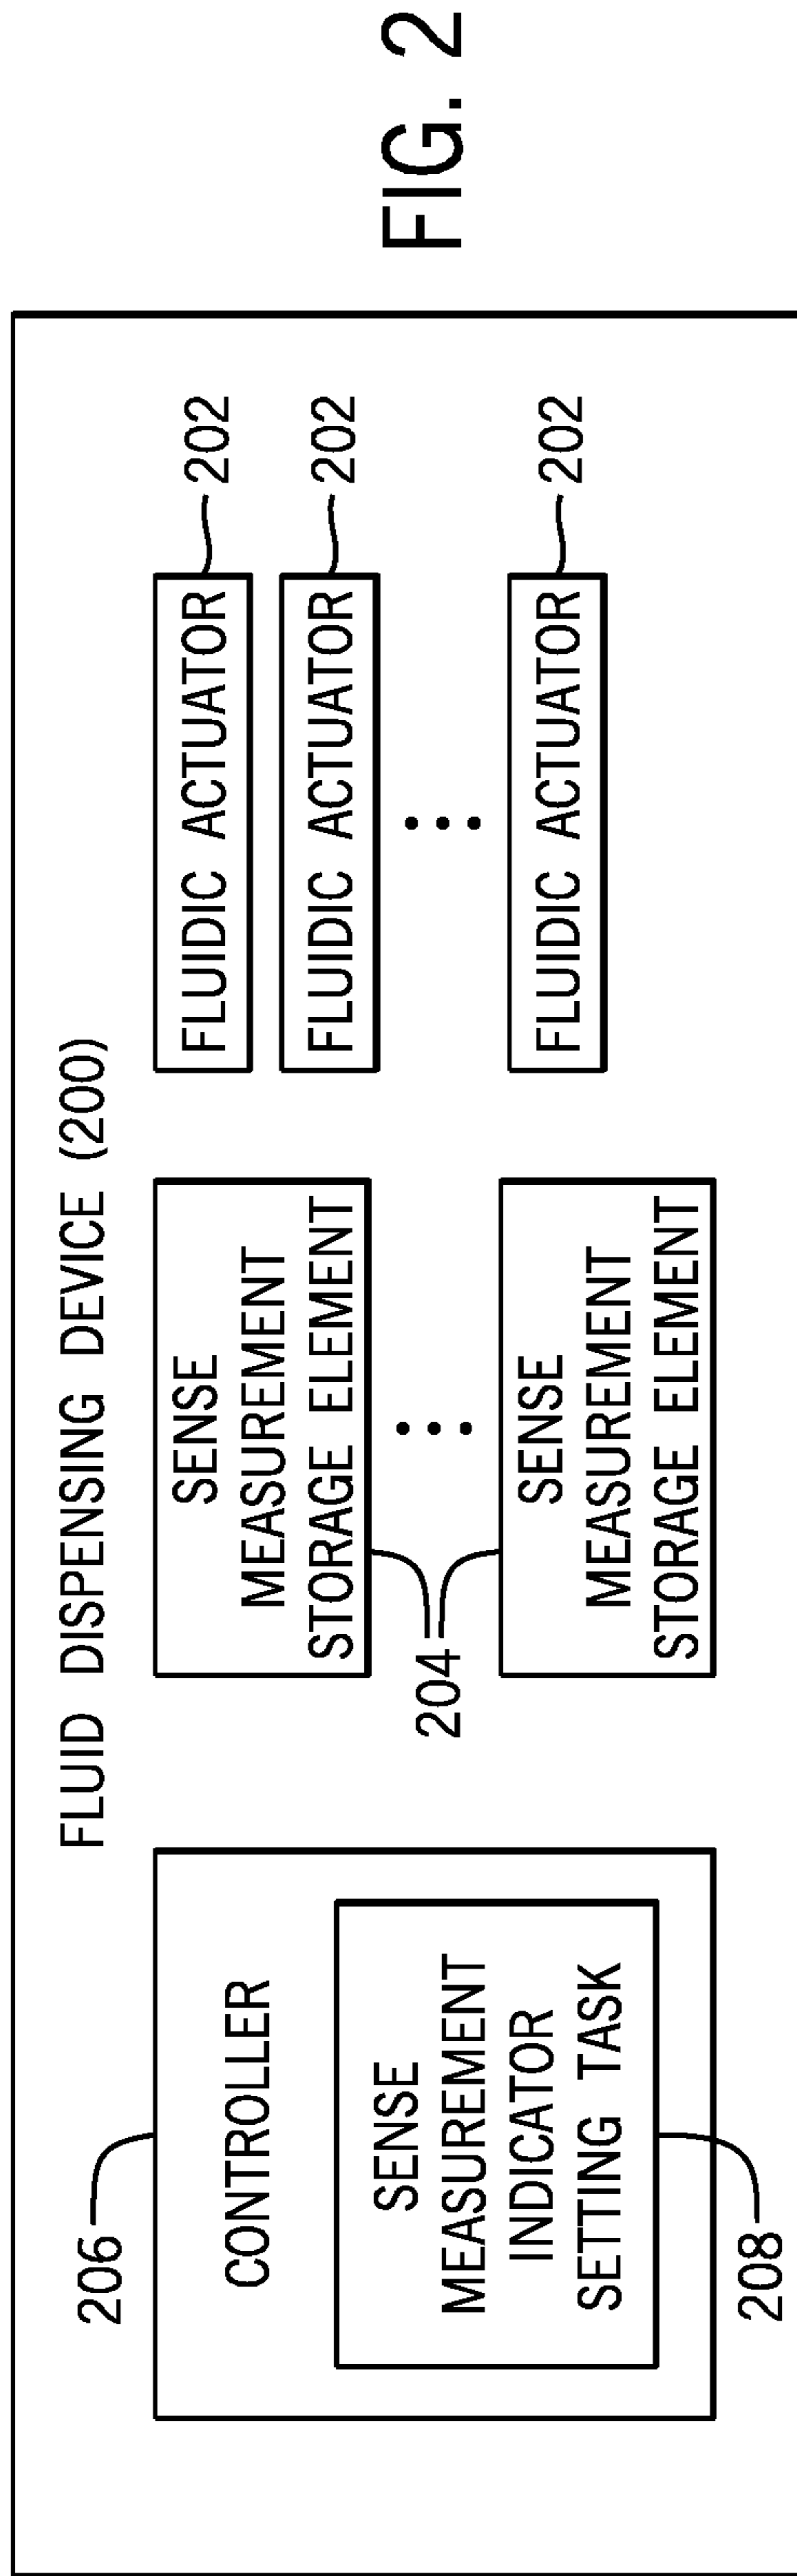 FLUID DISPENSING DEVICE (200)
206
CONTROLLER
SENSE
MEASUREMENT
INDICATOR
SETTING TASK
208
SENSE
MEASUREMENT
STORAGE ELEMENT
204
SENSE
MEASUREMENT
STORAGE ELEMENT
FLUIDIC ACTUATOR
202
FLUIDIC ACTUATOR
202
FLUIDIC ACTUATOR
202
FIG. 2